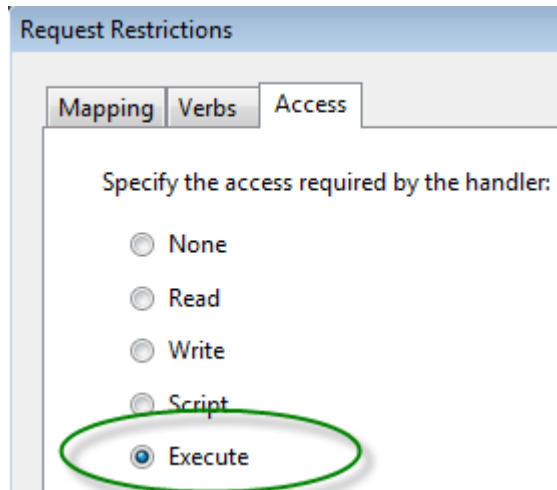 Request Restrictions
Mapping Verbs Access
Specify the access required by the handler:
None
Read
Write
Script
Execute